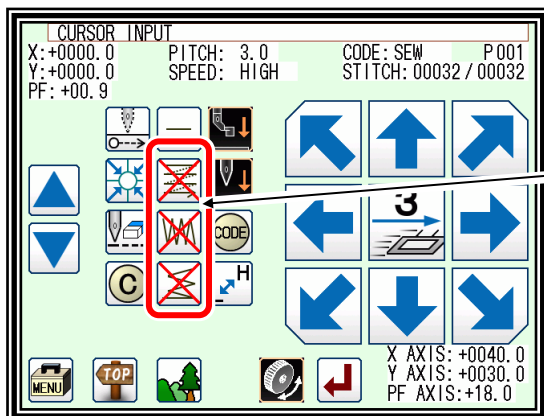 CURSOR INPUT
X:+0000.0 PITCH: 3.0 CODE: SEW P001
Y:+0000.0 SPEED: HIGH STITCH: 00032/00032
PF: +00.9
3
CODE
C H
MENU TOP
X AXIS: +0040.0
Y AXIS: +0030.0
PF AXIS:+18.0